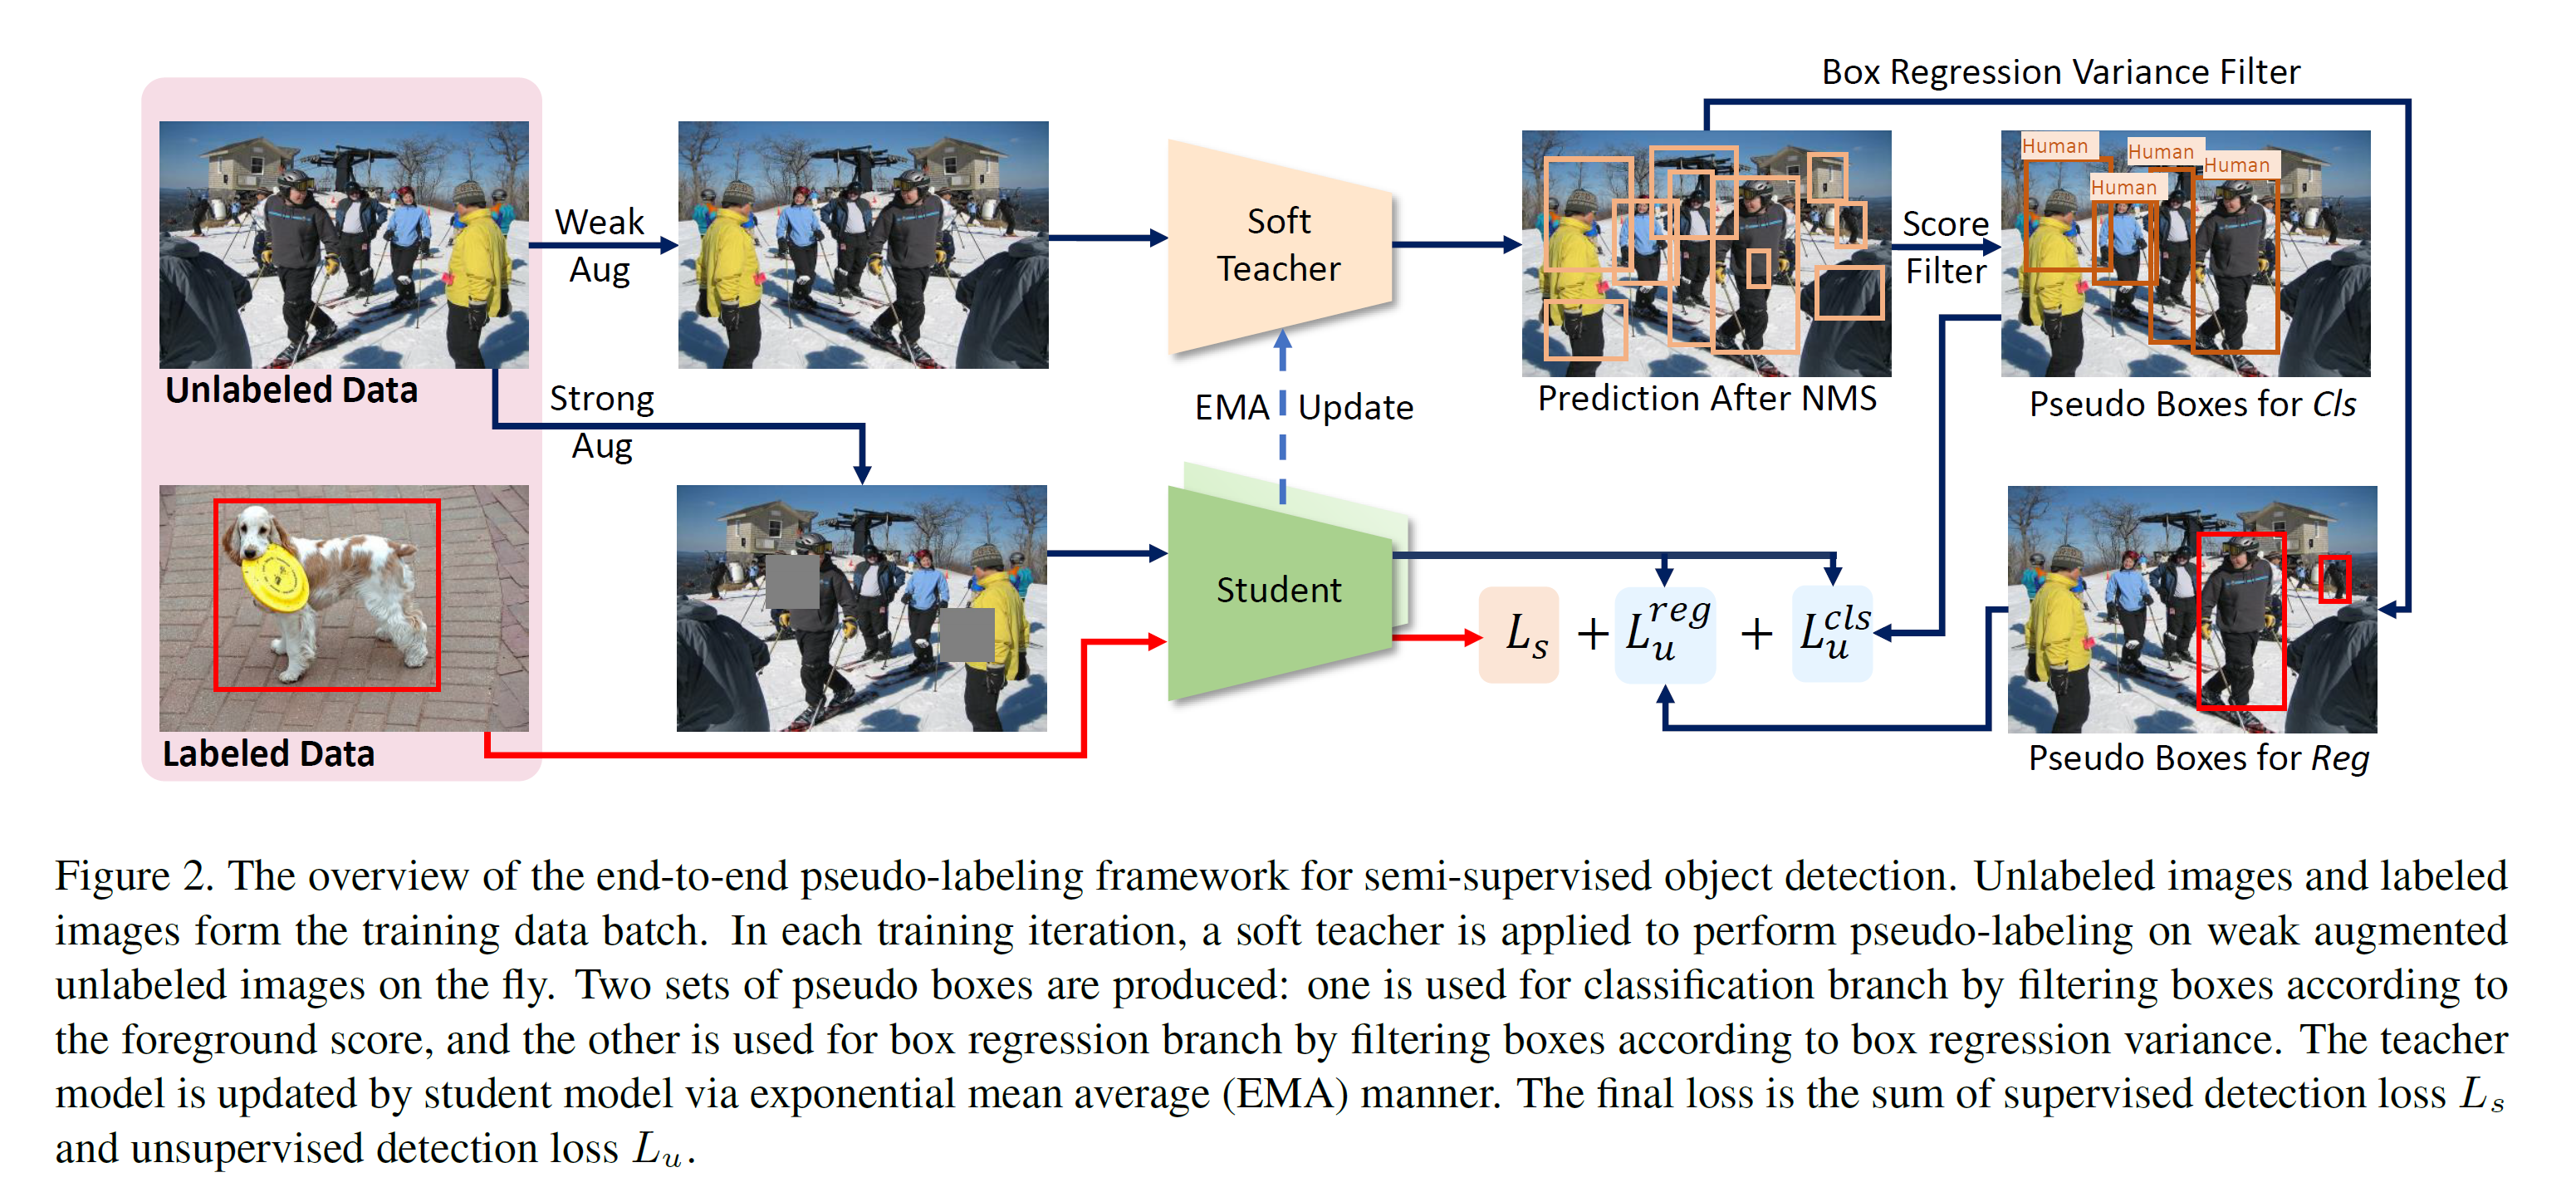 Box Regression Variance Filter
Human
Human
Human
Human
Weak
Aug
Soft
Teacher
Score
Filter
Unlabeled Data
Strong
Aug
EMA Update
Prediction After NMS
Pseudo Boxes for Cls
Student
L_s + L_u^{reg} + L_u^{cls}
Labeled Data
Pseudo Boxes for Reg
Figure 2. The overview of the end-to-end pseudo-labeling framework for semi-supervised object detection. Unlabeled images and labeled
images form the training data batch. In each training iteration, a soft teacher is applied to perform pseudo-labeling on weak augmented
unlabeled images on the fly. Two sets of pseudo boxes are produced: one is used for classification branch by filtering boxes according to
the foreground score, and the other is used for box regression branch by filtering boxes according to box regression variance. The teacher
model is updated by student model via exponential mean average (EMA) manner. The final loss is the sum of supervised detection loss L_s
and unsupervised detection loss L_u.